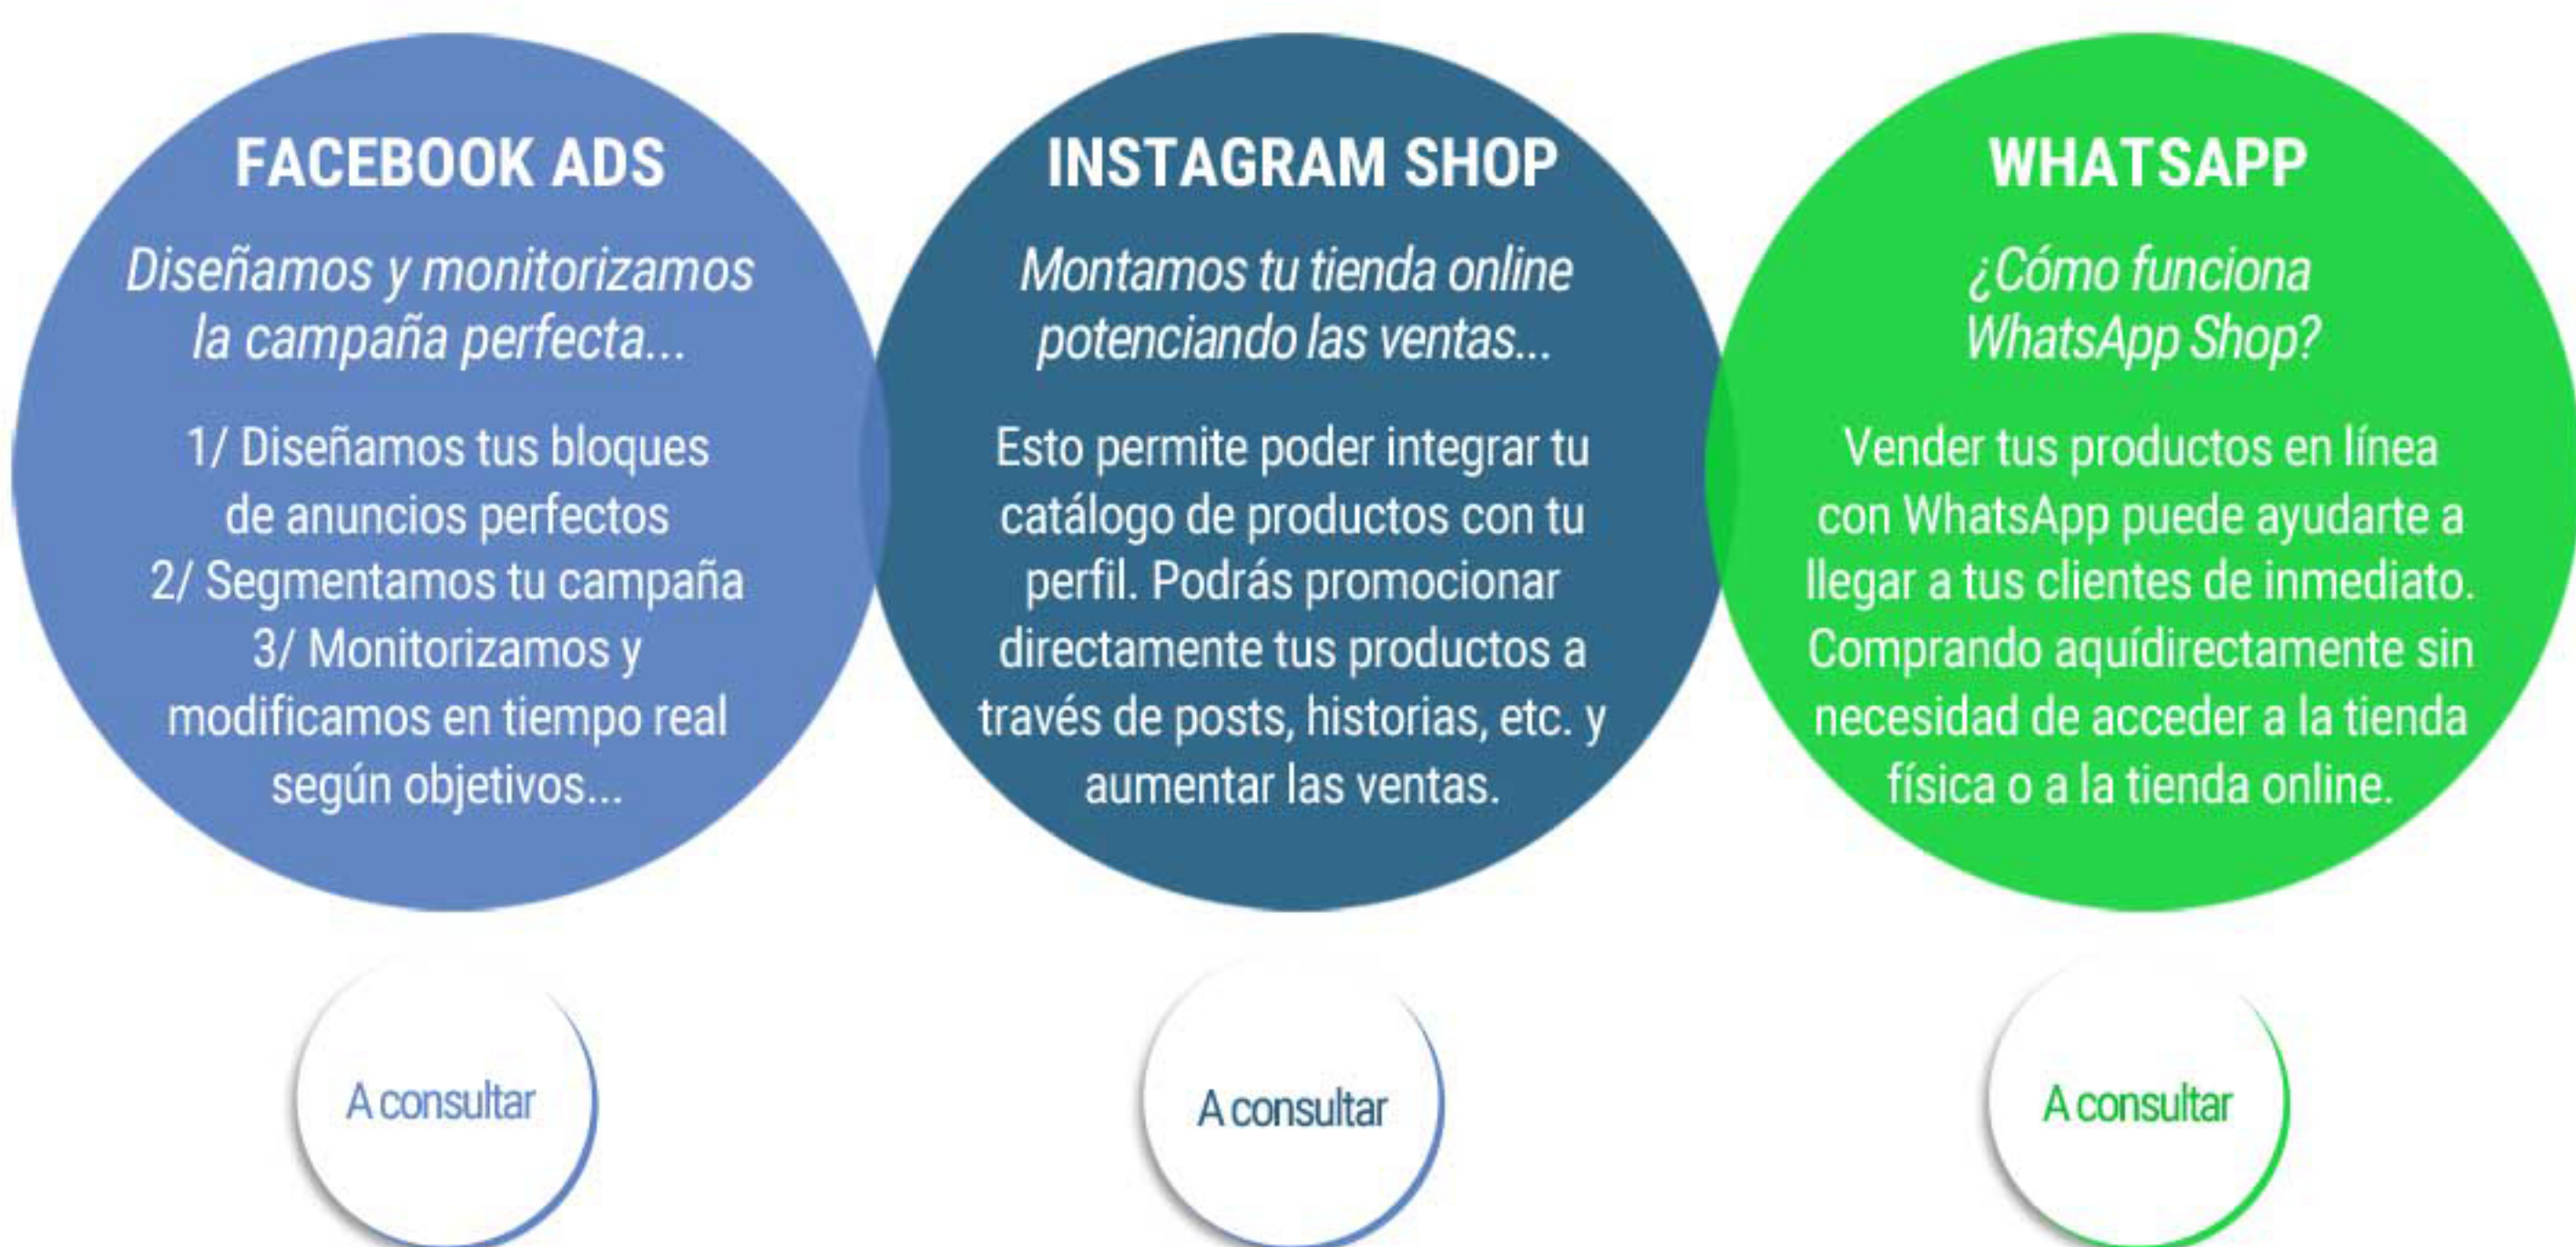 FACEBOOK ADS
Diseñamos y monitorizamos
la campaña perfecta...
1/ Diseñamos tus bloques
de anuncios perfectos
2/ Segmentamos tu campaña
3/ Monitorizamos y
modificamos en tiempo real
según objetivos...
A consultar
INSTAGRAM SHOP
Montamos tu tienda online
potenciando las ventas...
Esto permite poder integrar tu
catálogo de productos con tu
perfil. Podrás promocionar
directamente tus productos a
través de posts, historias, etc. y
aumentar las ventas.
A consultar
WHATSAPP
¿Cómo funciona
WhatsApp Shop?
Vender tus productos en línea
con WhatsApp puede ayudarte a
llegar a tus clientes de inmediato.
Comprando aquídirectamente sin
necesidad de acceder a la tienda
física o a la tienda online.
A consultar